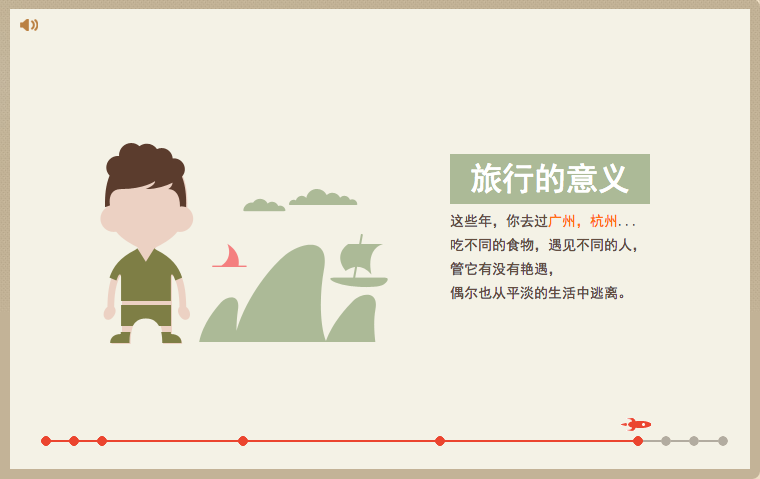 旅行的意义
这些年，你去过广州，杭州...
吃不同的食物，遇见不同的人，
管它有没有艳遇，
偶尔也从平淡的生活中逃离。